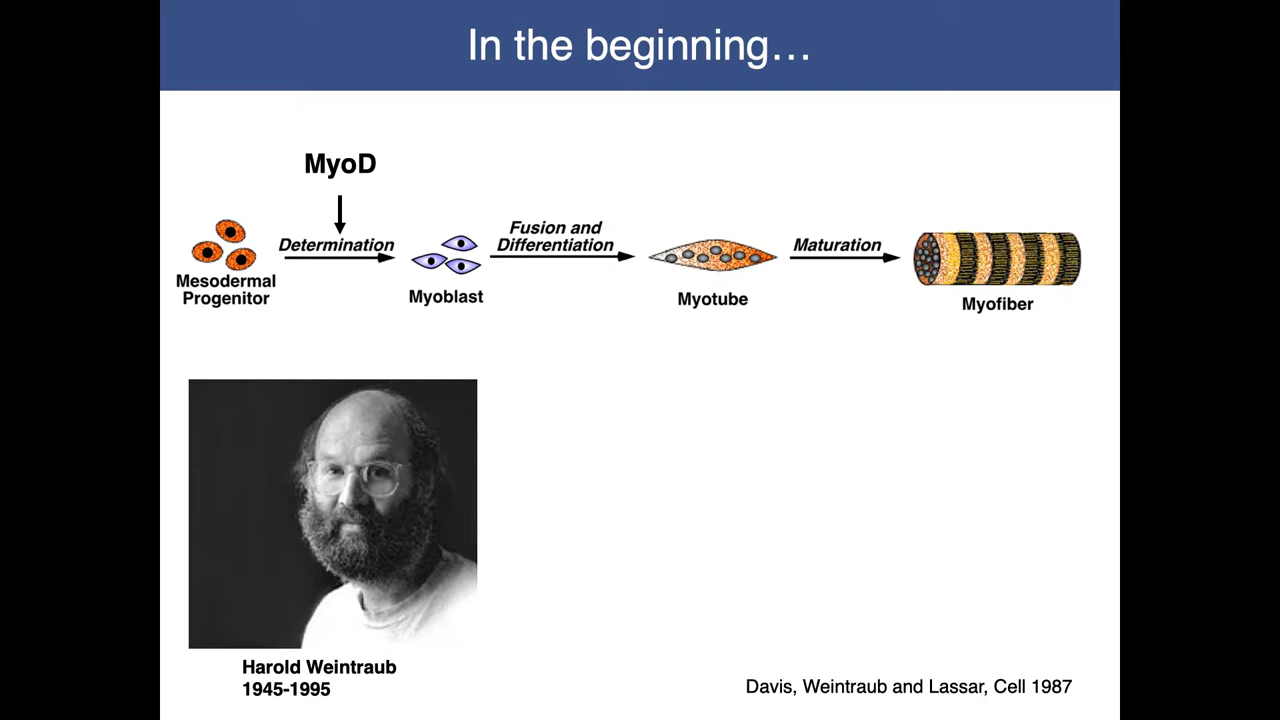 In the beginning…
MyoD
Determination
Fusion and
Differentiation
Maturation
Mesodermal
Progenitor
Myoblast
Myotube
Myofiber
Harold Weintraub
1945-1995
Davis, Weintraub and Lassar, Cell 1987